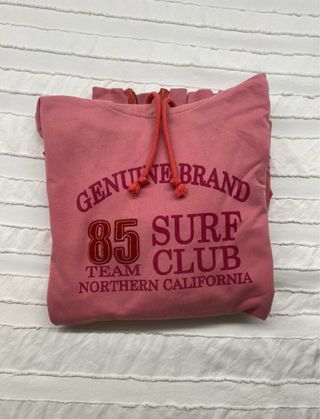 GENUINE BRAND
85 SURF
TEAM CLUB
NORTHERN CALIFORNIA